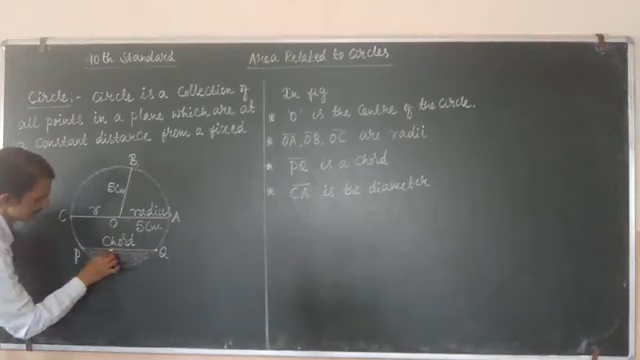 10th Standard
Area Related to Circles
Circle:- Circle is a Collection of
all points in a plane which are at
a constant distance from a fixed
B
5cm
C r radius A
O 5cm
Chord
P Q
In fig
* 'O' is the Centre of the Circle.
* OA, OB, OC are radii
* PQ is a chord
* CA is the diameter